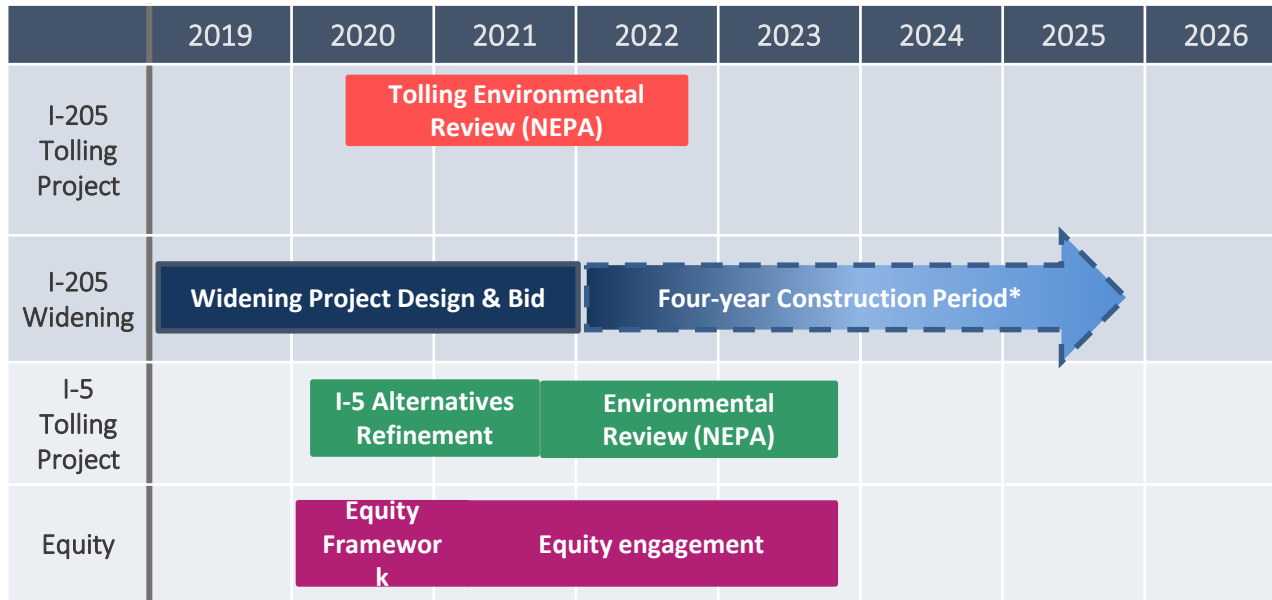 2019 2020 2021 2022 2023 2024 2025 2026
I-205
Tolling
Project
Tolling Environmental
Review (NEPA)
I-205
Widening
Widening Project Design & Bid
Four-year Construction Period*
I-5
Tolling
Project
I-5 Alternatives
Refinement
Environmental
Review (NEPA)
Equity
Equity
Framewor
k
Equity engagement